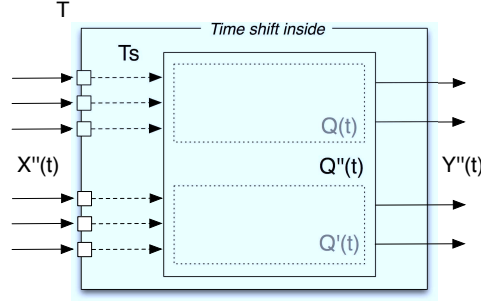 T
Time shift inside
Ts
Q(t)
X"(t)
Q"(t)
Y"(t)
Q'(t)